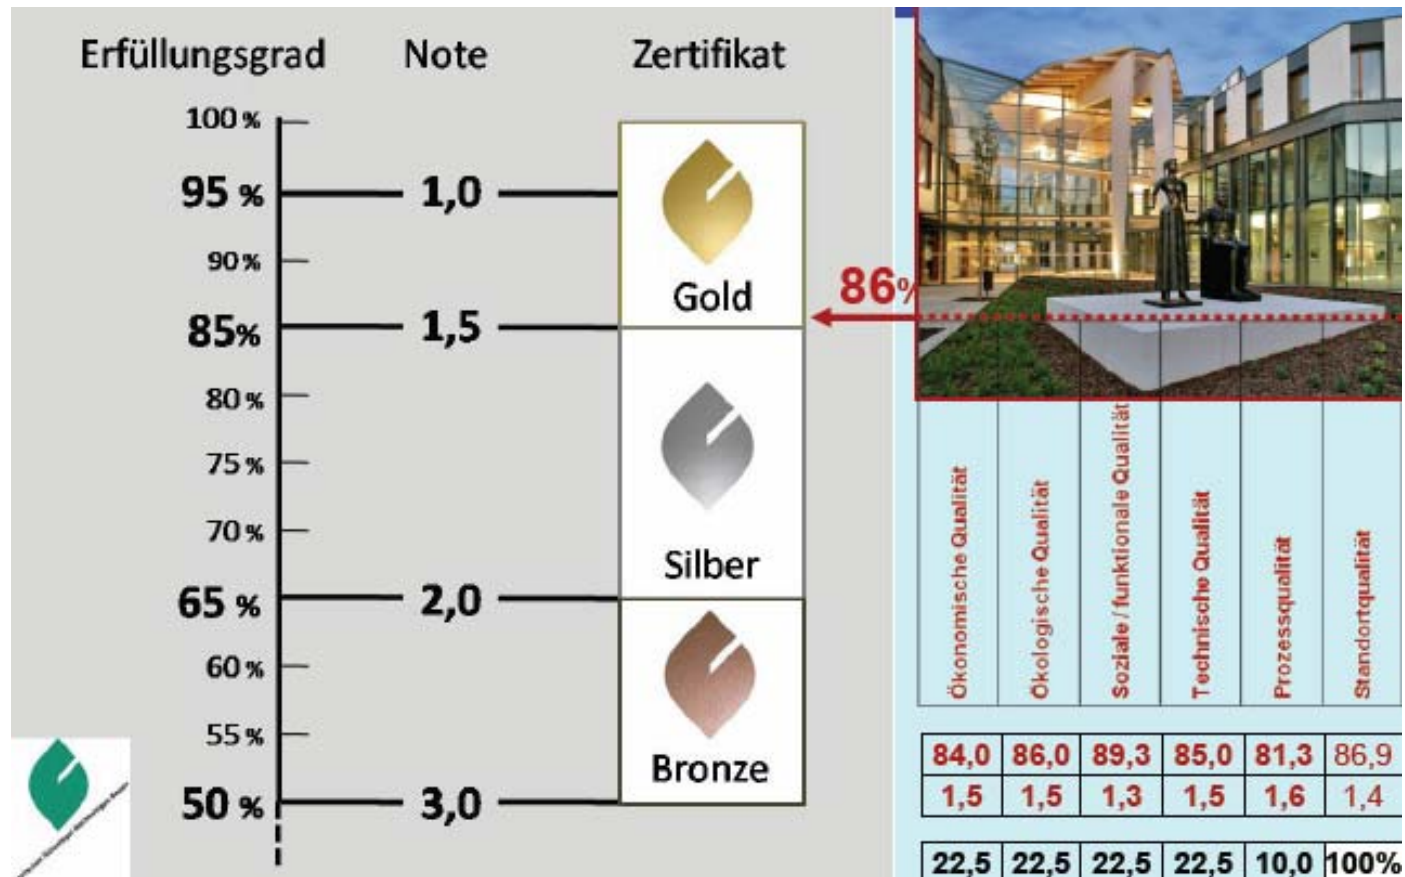 Erfüllungsgrad Note Zertifikat
100 %
95 % 1,0
90 %
Gold
86%
85% 1,5
80 %
75 %
70 %
Silber
65 % 2,0
60 %
55 %
Bronze
50 % 3,0
Ökonomische Qualität
Ökologische Qualität
Soziale / funktionale Qualität
Technische Qualität
Prozessqualität
Standortqualität
84,0 86,0 89,3 85,0 81,3 86,9
1,5 1,5 1,3 1,5 1,6 1,4
22,5 22,5 22,5 22,5 10,0 100%